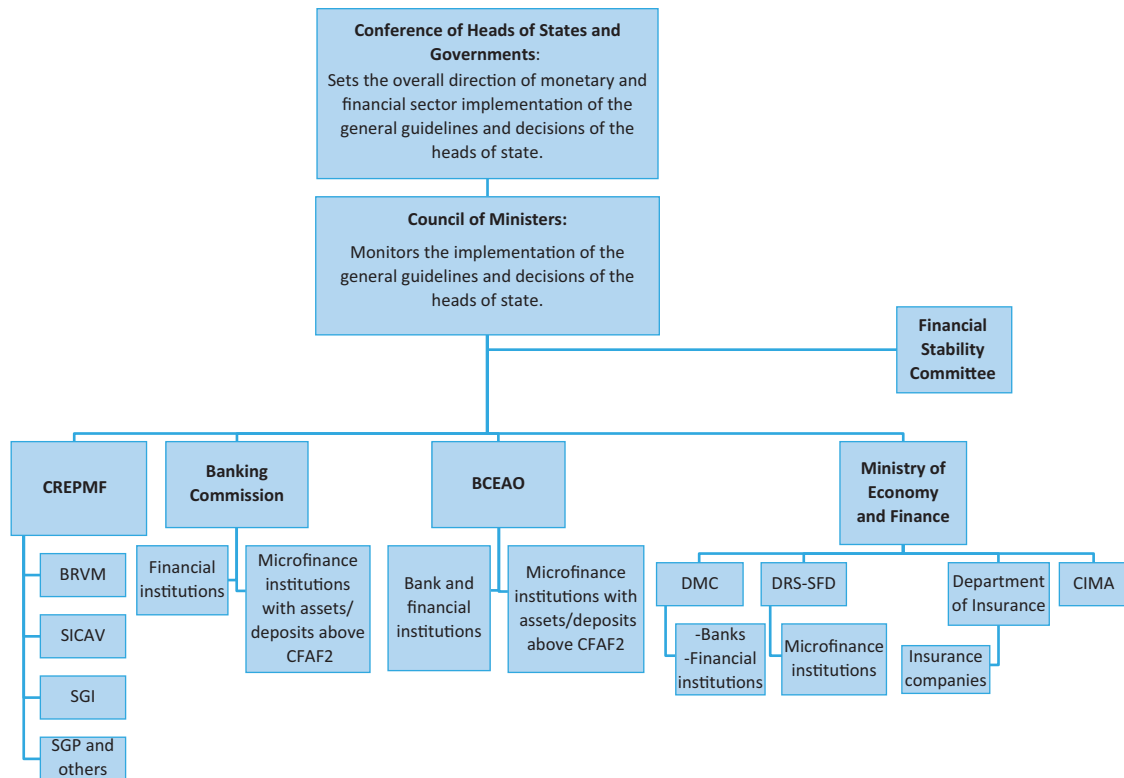 Conference of Heads of States and
Governments:
Sets the overall direction of monetary and
financial sector implementation of the
general guidelines and decisions of the
heads of state.
Council of Ministers:
Monitors the implementation of the
general guidelines and decisions of the
heads of state.
Financial
Stability
Committee
CREPMF
Banking
Commission
BCEAO
Ministry of
Economy
and Finance
BRVM
SICAV
SGI
SGP and
others
Financial
institutions
Microfinance
institutions
with assets/
deposits above
CFAF2
Bank and
financial
institutions
Microfinance
institutions with
assets/deposits
above CFAF2
DMC
DRS-SFD
Department
of Insurance
CIMA
-Banks
-Financial
institutions
Microfinance
institutions
Insurance
companies